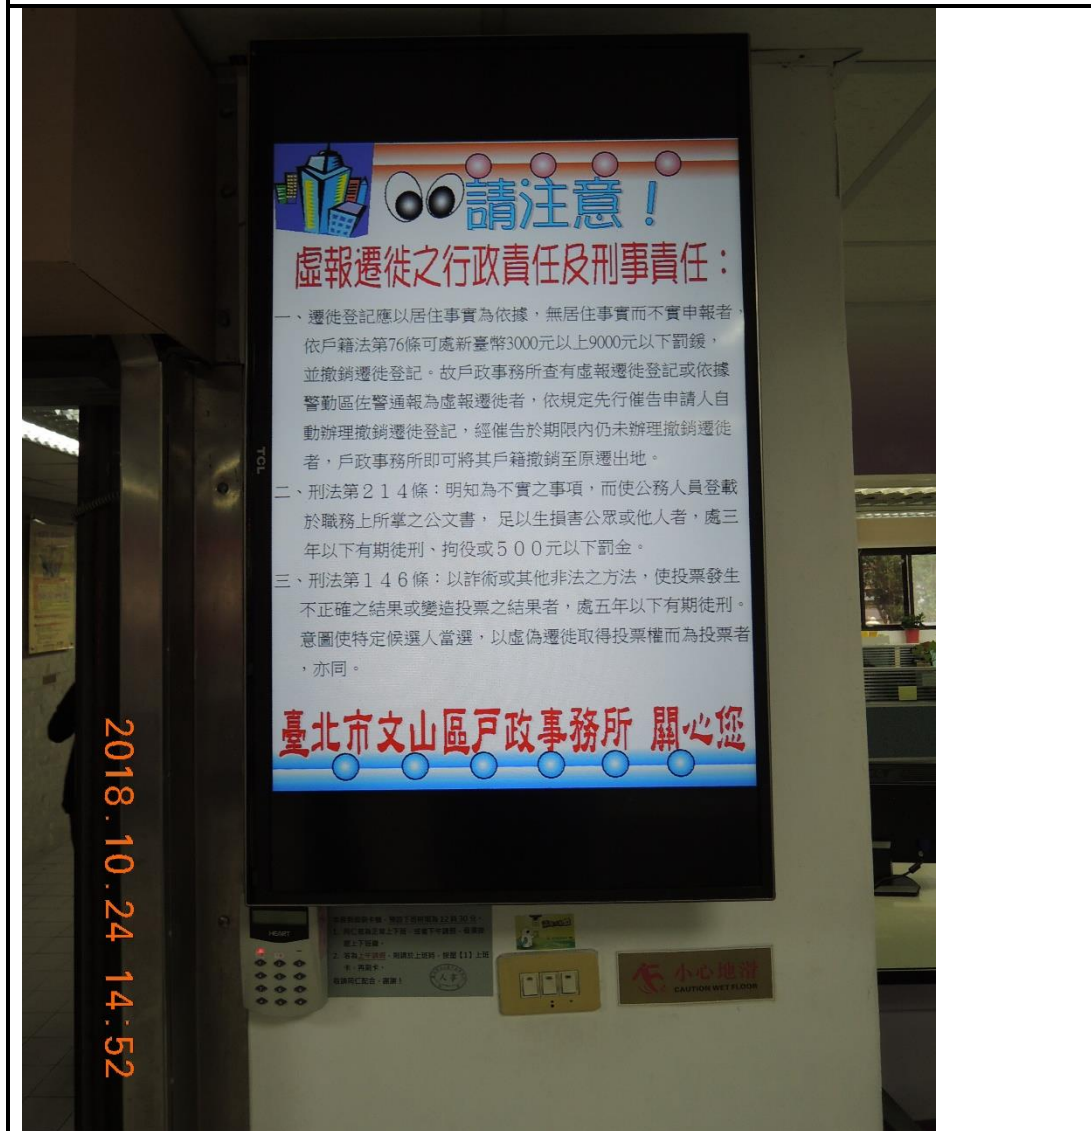 請注意！
虛報遷徙之行政責任及刑事責任：
一、遷徙登記應以居住事實為依據，無居住事實而不實申報者，
依戶籍法第76條可處新臺幣3000元以上9000元以下罰鍰，
並撤銷遷徙登記。故戶政事務所查有虛報遷徙登記或依據
警勤區佐警通報為虛報遷徙者，依規定先行催告申請人自
動辦理撤銷遷徙登記，經催告於期限內仍未辦理撤銷遷徙
者，戶政事務所即可將其戶籍撤銷至原遷出地。
二、刑法第２１４條：明知為不實之事項，而使公務人員登載
於職務上所掌之公文書， 足以生損害公眾或他人者，處三
年以下有期徒刑、拘役或５００元以下罰金。
三、刑法第１４６條：以詐術或其他非法之方法，使投票發生
不正確之結果或變造投票之結果者，處五年以下有期徒刑。
意圖使特定候選人當選，以虛偽遷徙取得投票權而為投票者
，亦同。
臺北市文山區戶政事務所 關心您
TCL
2018.10.24 14:52
小心地滑
CAUTION WET FLOOR